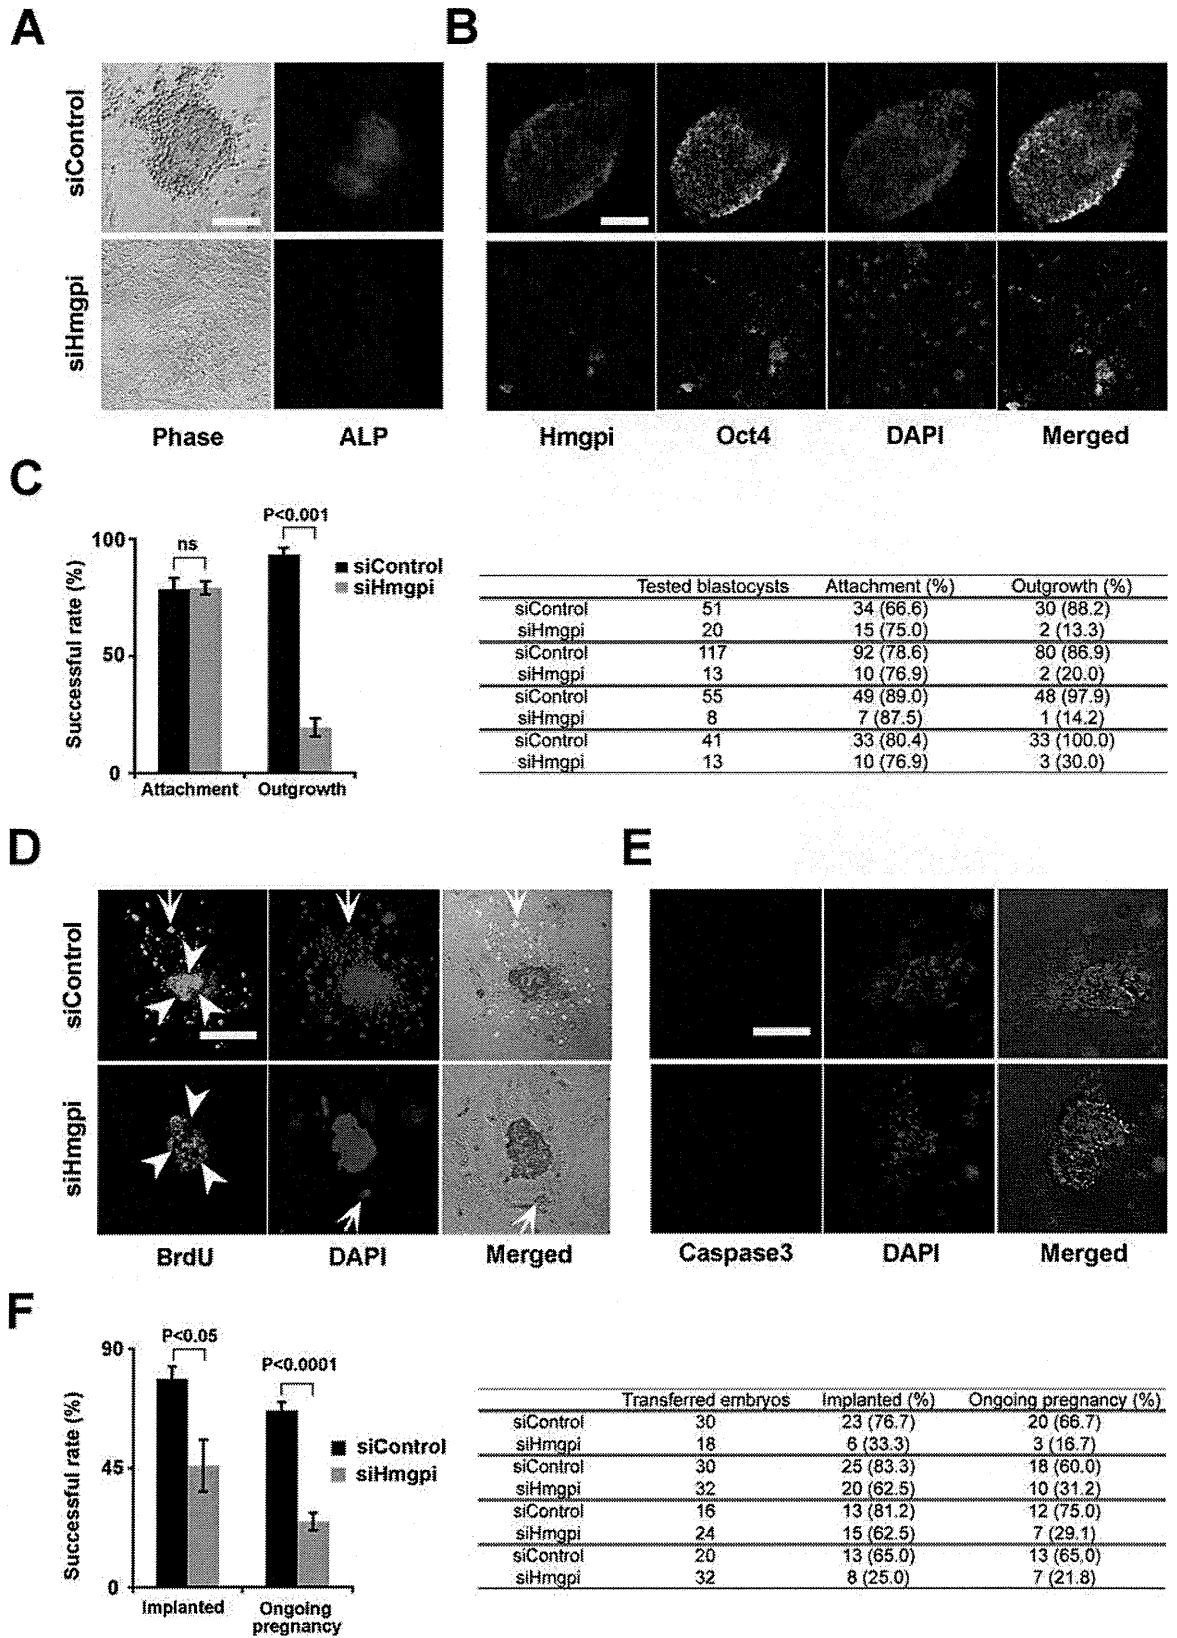 A
B
siControl
siHmgpi
Phase
ALP
Hmgpi
Oct4
DAPI
Merged
C
Successful rate (%)
100
50
0
ns
P<0.001
siControl
siHmgpi
Attachment
Outgrowth
Tested blastocysts Attachment (%) Outgrowth (%)
siControl 51 34 (66.6) 30 (88.2)
siHmgpi 20 15 (75.0) 2 (13.3)
siControl 117 92 (78.6) 80 (86.9)
siHmgpi 13 10 (76.9) 2 (20.0)
siControl 55 49 (89.0) 48 (97.9)
siHmgpi 8 7 (87.5) 1 (14.2)
siControl 41 33 (80.4) 33 (100.0)
siHmgpi 13 10 (76.9) 3 (30.0)
D
E
siControl
siHmgpi
BrdU
DAPI
Merged
Caspase3
DAPI
Merged
F
Successful rate (%)
90
45
0
P<0.05
P<0.0001
siControl
siHmgpi
Implanted
Ongoing
pregnancy
Transferred embryos Implanted (%) Ongoing pregnancy (%)
siControl 30 23 (76.7) 20 (66.7)
siHmgpi 18 6 (33.3) 3 (16.7)
siControl 30 25 (83.3) 18 (60.0)
siHmgpi 32 20 (62.5) 10 (31.2)
siControl 16 13 (81.2) 12 (75.0)
siHmgpi 24 15 (62.5) 7 (29.1)
siControl 20 13 (65.0) 13 (65,0)
siHmgpi 32 8 (25.0) 7 (21.8)